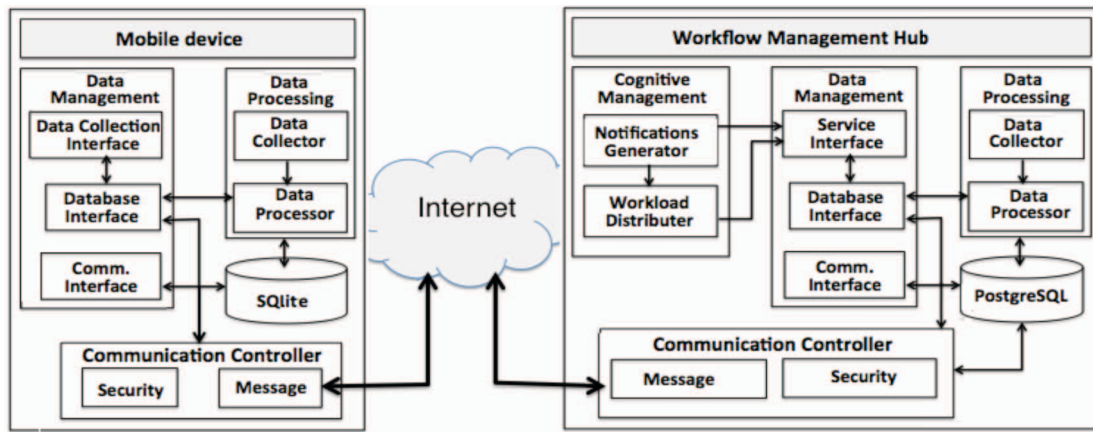 Mobile device
Data
Management
Data Collection
Interface
Database
Interface
Comm.
Interface
Data
Processing
Data
Collector
Data
Processor
SQlite
Communication Controller
Security
Message
Internet
Workflow Management Hub
Cognitive
Management
Notifications
Generator
Workload
Distributer
Data
Management
Service
Interface
Database
Interface
Comm.
Interface
Data
Processing
Data
Collector
Data
Processor
PostgreSQL
Communication Controller
Message
Security